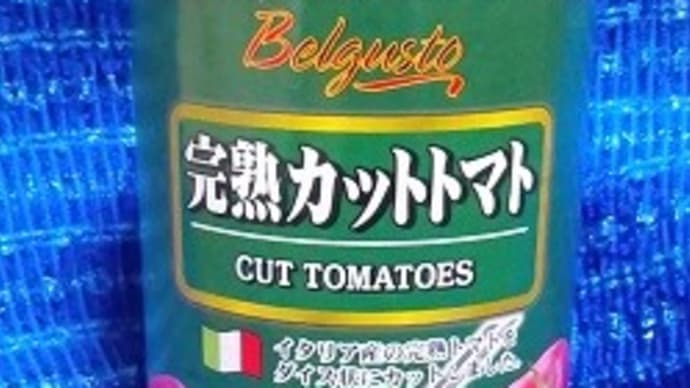 Belgusto
完熟カットトマト
CUT TOMATOES
イタリア産の完熟トマトを
ダイス状にカットしました